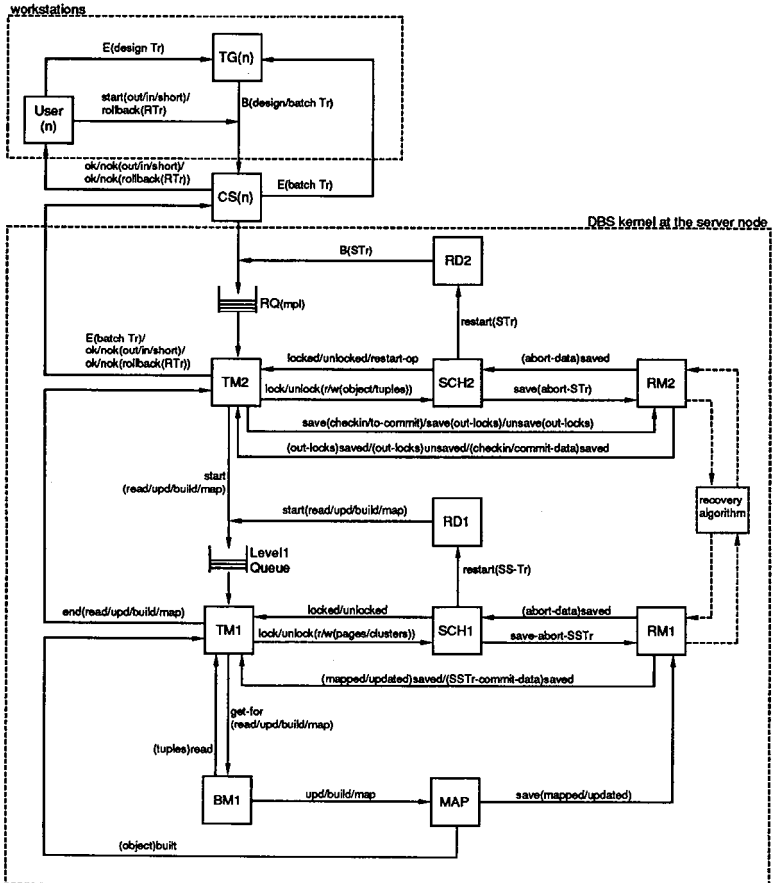 workstations
E(design Tr)
TG(n)
start(out/in/short)/
rollback(RTr)
B(design/batch Tr)
User
(n)
ok/nok(out/in/short)/
ok/nok(rollback(RTr))
CS(n)
E(batch Tr)
DBS kernel at the server node
B(STr)
RD2
RQ(mpl)
restart(STr)
E(batch Tr)/
ok/nok(out/in/short)/
ok/nok(rollback(RTr))
locked/unlocked/restart-op
(abort-data)saved
TM2
SCH2
RM2
lock/unlock(r/w(object/tuples))
save(abort-STr)
save(checkin/to-commit)/save(out-locks)/unsave(out-locks)
(out-locks)saved/(out-locks)unsaved/(checkin/commit-data)saved
start
(read/upd/build/map)
recovery
algorithm
start(read/upd/build/map)
RD1
Level1
Queue
restart(SS-Tr)
end(read/upd/build/map)
locked/unlocked
(abort-data)saved
TM1
SCH1
RM1
lock/unlock(r/w(pages/clusters))
save-abort-SSTr
(mapped/updated)saved/(SSTr-commit-data)saved
get-for
(read/upd/build/map)
(tuples)read
BM1
upd/build/map
MAP
save(mapped/updated)
(object)built